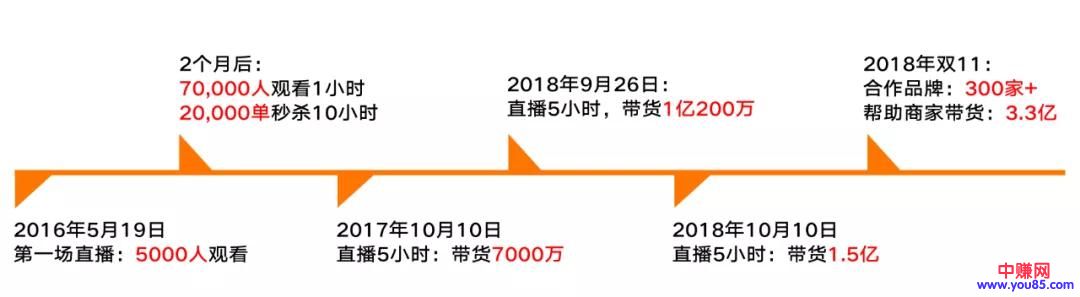 2个月后：
70,000人观看1小时
20,000单秒杀10小时
2018年9月26日：
直播5小时，带货1亿200万
2018年双11：
合作品牌：300家+
帮助商家带货：3.3亿
2016年5月19日
第一场直播：5000人观看
2017年10月10日
直播5小时：带货7000万
2018年10月10日
直播5小时：带货1.5亿
中赚网
www.you85.com